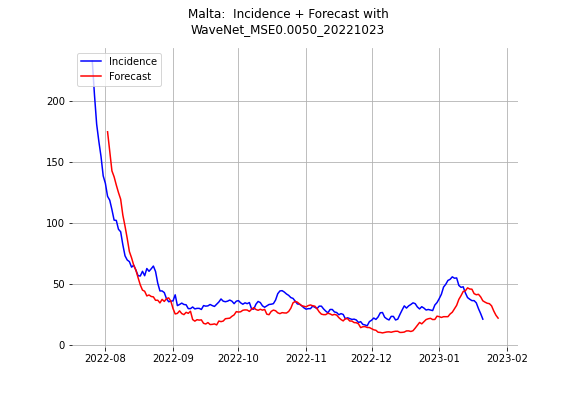 Malta:  Incidence + Forecast with
WaveNet_MSE0.0050_20221023
Incidence
Forecast
200
150
100
50
0
2022-08 2022-09 2022-10 2022-11 2022-12 2023-01 2023-02